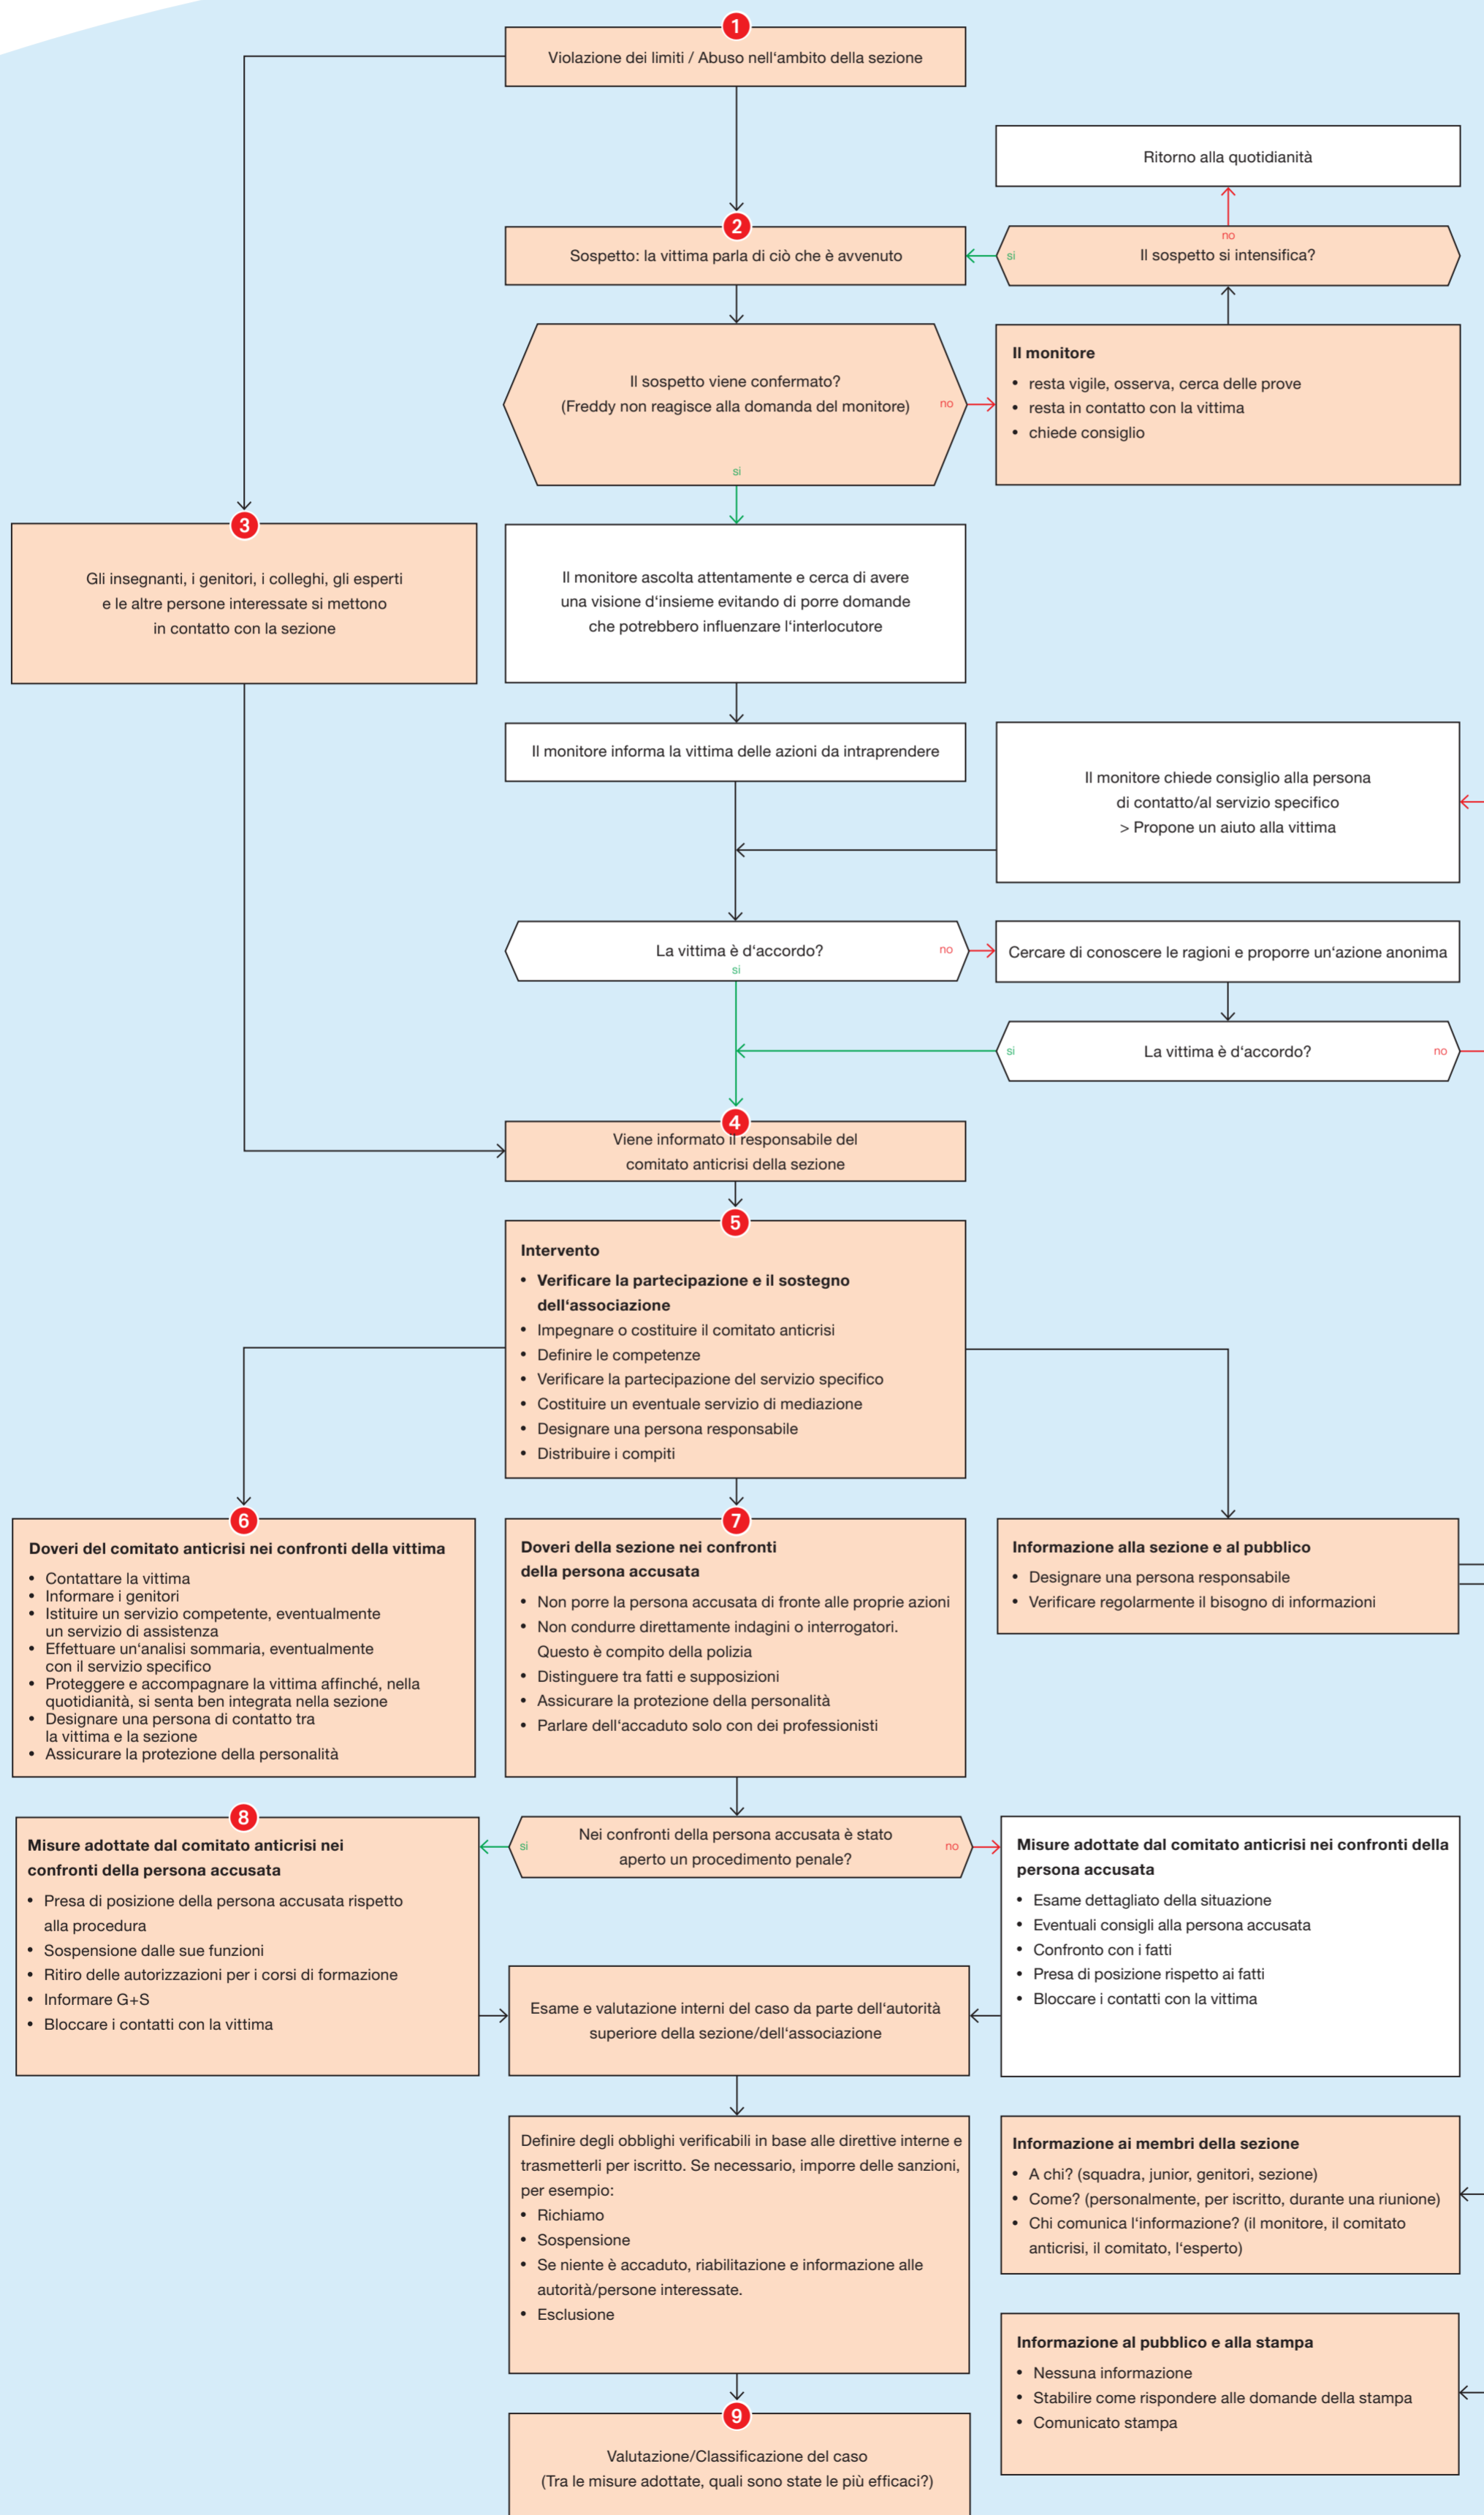 1
Violazione dei limiti / Abuso nell‘ambito della sezione
Ritorno alla quotidianità
no
2
Sospetto: la vittima parla di ciò che è avvenuto
si
Il sospetto si intensifica?
Il sospetto viene confermato?
(Freddy non reagisce alla domanda del monitore)
no
si
Il monitore
• resta vigile, osserva, cerca delle prove
• resta in contatto con la vittima
• chiede consiglio
3
Gli insegnanti, i genitori, i colleghi, gli esperti
e le altre persone interessate si mettono
in contatto con la sezione
Il monitore ascolta attentamente e cerca di avere
una visione d‘insieme evitando di porre domande
che potrebbero influenzare l‘interlocutore
Il monitore informa la vittima delle azioni da intraprendere
Il monitore chiede consiglio alla persona
di contatto/al servizio specifico
> Propone un aiuto alla vittima
La vittima è d‘accordo?
no
si
Cercare di conoscere le ragioni e proporre un‘azione anonima
si
La vittima è d‘accordo?
no
4
Viene informato il responsabile del
comitato anticrisi della sezione
5
Intervento
• Verificare la partecipazione e il sostegno
dell‘associazione
• Impegnare o costituire il comitato anticrisi
• Definire le competenze
• Verificare la partecipazione del servizio specifico
• Costituire un eventuale servizio di mediazione
• Designare una persona responsabile
• Distribuire i compiti
6
Doveri del comitato anticrisi nei confronti della vittima
• Contattare la vittima
• Informare i genitori
• Istituire un servizio competente, eventualmente
un servizio di assistenza
• Effettuare un‘analisi sommaria, eventualmente
con il servizio specifico
• Proteggere e accompagnare la vittima affinché, nella
quotidianità, si senta ben integrata nella sezione
• Designare una persona di contatto tra
la vittima e la sezione
• Assicurare la protezione della personalità
7
Doveri della sezione nei confronti
della persona accusata
• Non porre la persona accusata di fronte alle proprie azioni
• Non condurre direttamente indagini o interrogatori.
Questo è compito della polizia
• Distinguere tra fatti e supposizioni
• Assicurare la protezione della personalità
• Parlare dell‘accaduto solo con dei professionisti
Informazione alla sezione e al pubblico
• Designare una persona responsabile
• Verificare regolarmente il bisogno di informazioni
8
Misure adottate dal comitato anticrisi nei
confronti della persona accusata
• Presa di posizione della persona accusata rispetto
alla procedura
• Sospensione dalle sue funzioni
• Ritiro delle autorizzazioni per i corsi di formazione
• Informare G+S
• Bloccare i contatti con la vittima
si
Nei confronti della persona accusata è stato
aperto un procedimento penale?
no
Misure adottate dal comitato anticrisi nei confronti della
persona accusata
• Esame dettagliato della situazione
• Eventuali consigli alla persona accusata
• Confronto con i fatti
• Presa di posizione rispetto ai fatti
• Bloccare i contatti con la vittima
Esame e valutazione interni del caso da parte dell‘autorità
superiore della sezione/dell‘associazione
Definire degli obblighi verificabili in base alle direttive interne e
trasmetterli per iscritto. Se necessario, imporre delle sanzioni,
per esempio:
• Richiamo
• Sospensione
• Se niente è accaduto, riabilitazione e informazione alle
autorità/persone interessate.
• Esclusione
Informazione ai membri della sezione
• A chi? (squadra, junior, genitori, sezione)
• Come? (personalmente, per iscritto, durante una riunione)
• Chi comunica l‘informazione? (il monitore, il comitato
anticrisi, il comitato, l‘esperto)
Informazione al pubblico e alla stampa
• Nessuna informazione
• Stabilire come rispondere alle domande della stampa
• Comunicato stampa
9
Valutazione/Classificazione del caso
(Tra le misure adottate, quali sono state le più efficaci?)